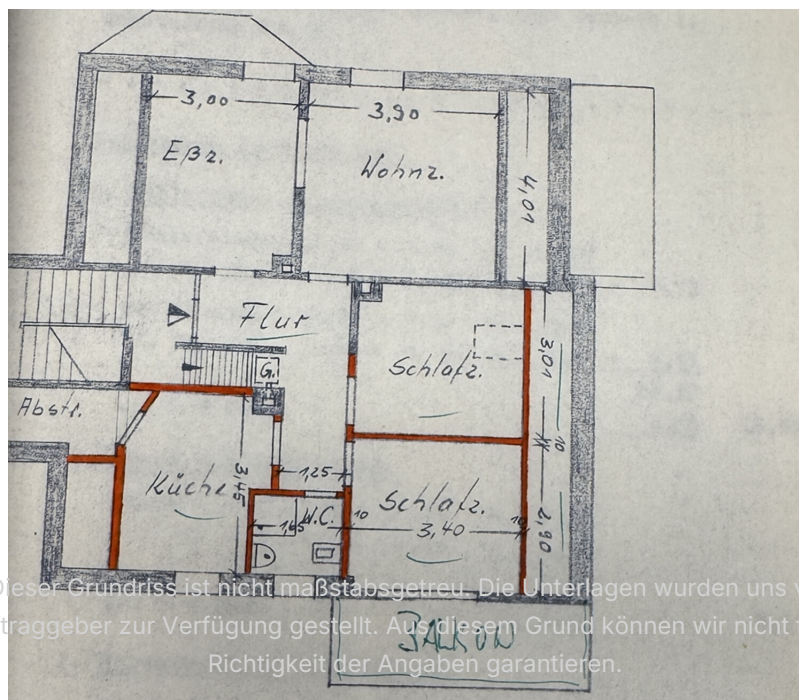 3,00
3,90
Eßz.
Wohnz.
4,01
Flur
G.
Schlafz.
3,01
Abstr.
10
Küche
3,45
1,25
Schlafz.
W.C.
1,65
10
3,40
10
2,90
Dieser Grundriss ist nicht maßstabsgetreu. Die Unterlagen wurden uns v
traggeber zur Verfügung gestellt. Aus diesem Grund können wir nicht f
Richtigkeit der Angaben garantieren.
BALKON